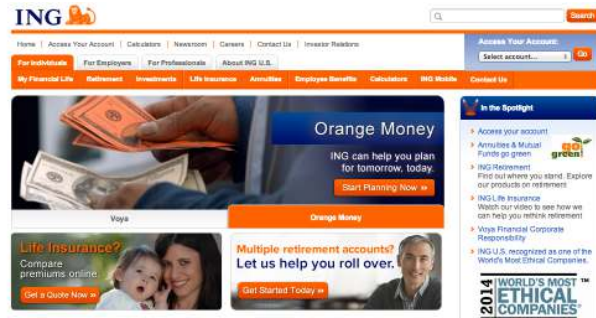 ING
Search
Home | Access Your Account | Calculators | Newsroom | Careers | Contact Us | Investor Relations
Access Your Account:
Select account...
Go
For Individuals
For Employers
For Professionals
About ING U.S.
My Financial Life
Retirement
Investments
Life Insurance
Annuities
Employee Benefits
Calculators
ING Mobile
Contact Us
Orange Money
ING can help you plan
for tomorrow, today.
Start Planning Now »
Voya
Orange Money
Life Insurance?
Compare
premiums online.
Get a Quote Now »
Multiple retirement accounts?
Let us help you roll over.
Get Started Today »
In the Spotlight
Access your account
Annuities & Mutual
Funds go green
go
green!
ING Retirement
Find out where you stand. Explore
our products on retirement
ING Life Insurance
Watch our video to see how we
can help you rethink retirement
Voya Financial Corporate
Responsibility
ING U.S. recognized as one of the
World's Most Ethical Companies.
2014
WORLD'S MOST
ETHICAL
COMPANIES